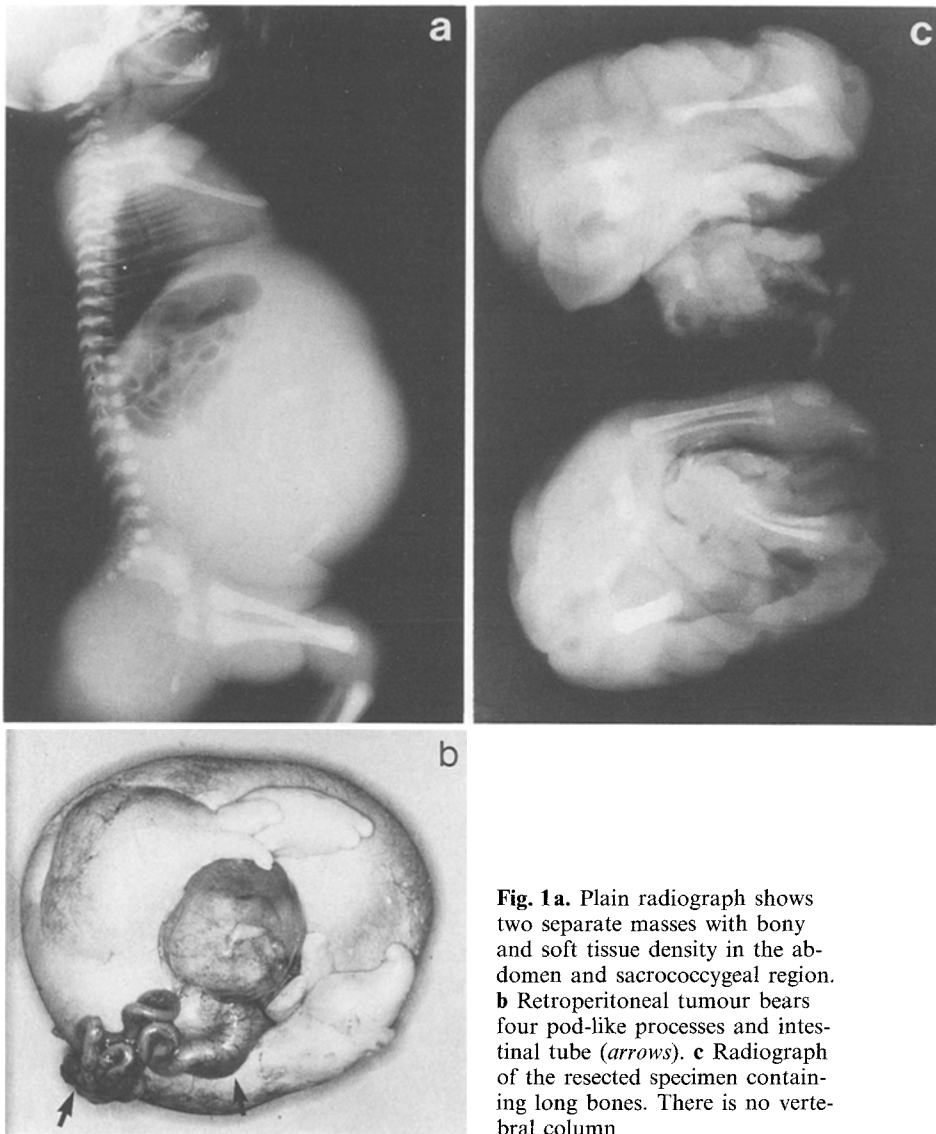 a
c
b
Fig. 1a. Plain radiograph shows
two separate masses with bony
and soft tissue density in the ab-
domen and sacrococcygeal region.
b Retroperitoneal tumour bears
four pod-like processes and intes-
tinal tube (arrows). c Radiograph
of the resected specimen contain-
ing long bones. There is no verte-
bral column